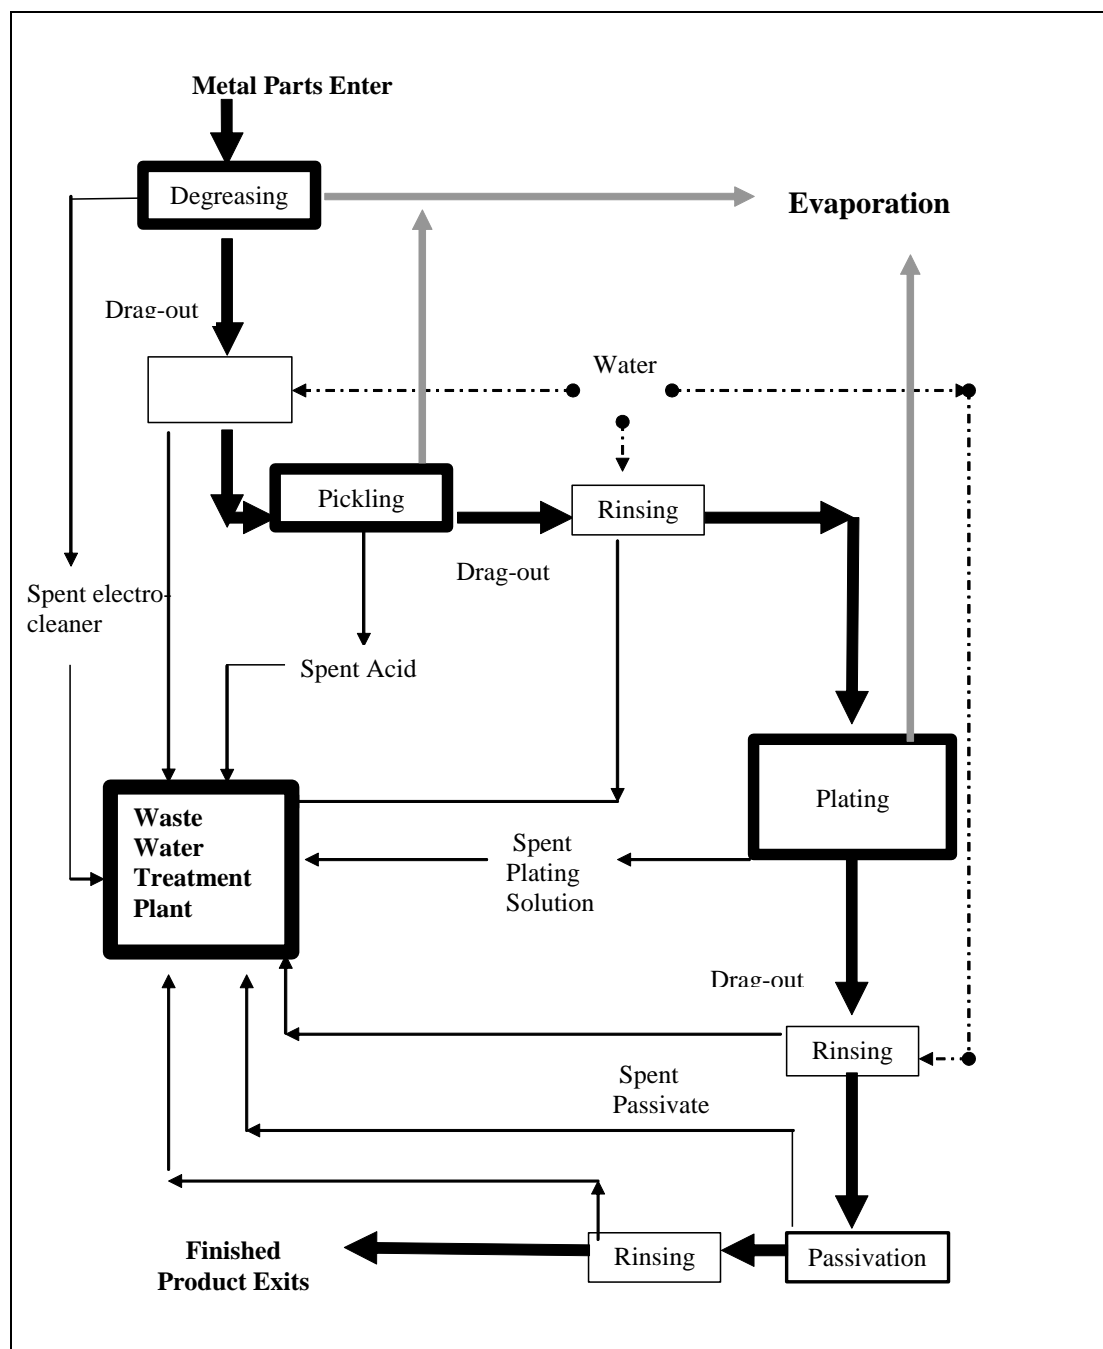 Metal Parts Enter
Degreasing
Evaporation
Drag-out
Water
Pickling
Rinsing
Drag-out
Spent electro-
cleaner
Spent Acid
Waste
Water
Treatment
Plant
Plating
Spent
Plating
Solution
Drag-out
Rinsing
Spent
Passivate
Finished
Product Exits
Rinsing
Passivation